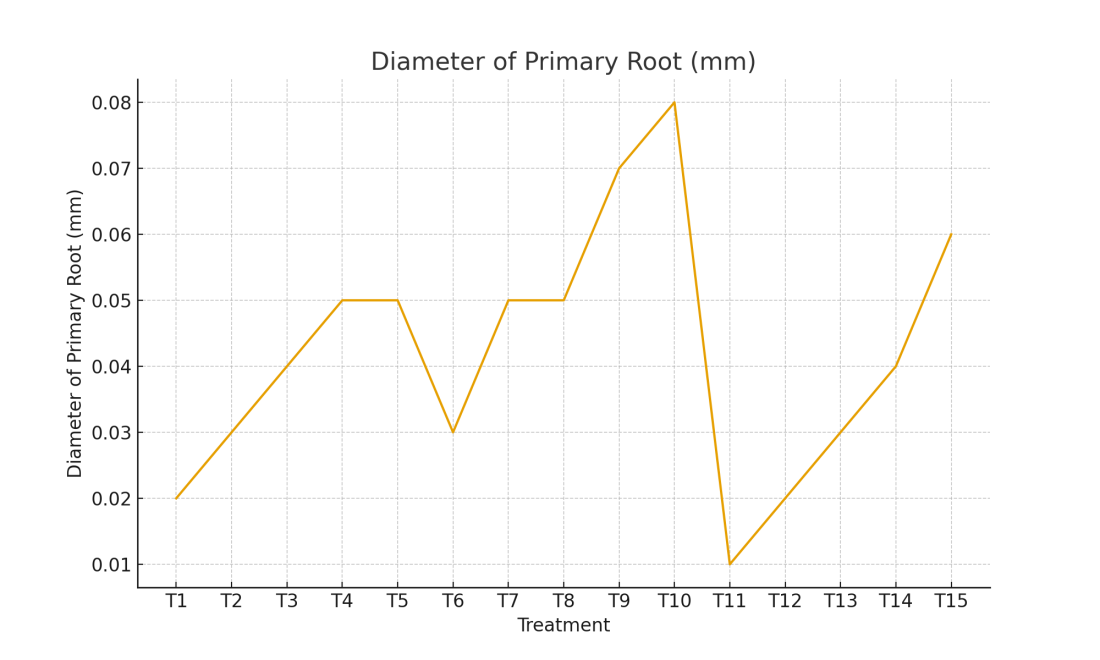 Diameter of Primary Root (mm)
Diameter of Primary Root (mm)
0.08
0.07
0.06
0.05
0.04
0.03
0.02
0.01
T1 T2 T3 T4 T5 T6 T7 T8 T9 T10 T11 T12 T13 T14 T15
Treatment